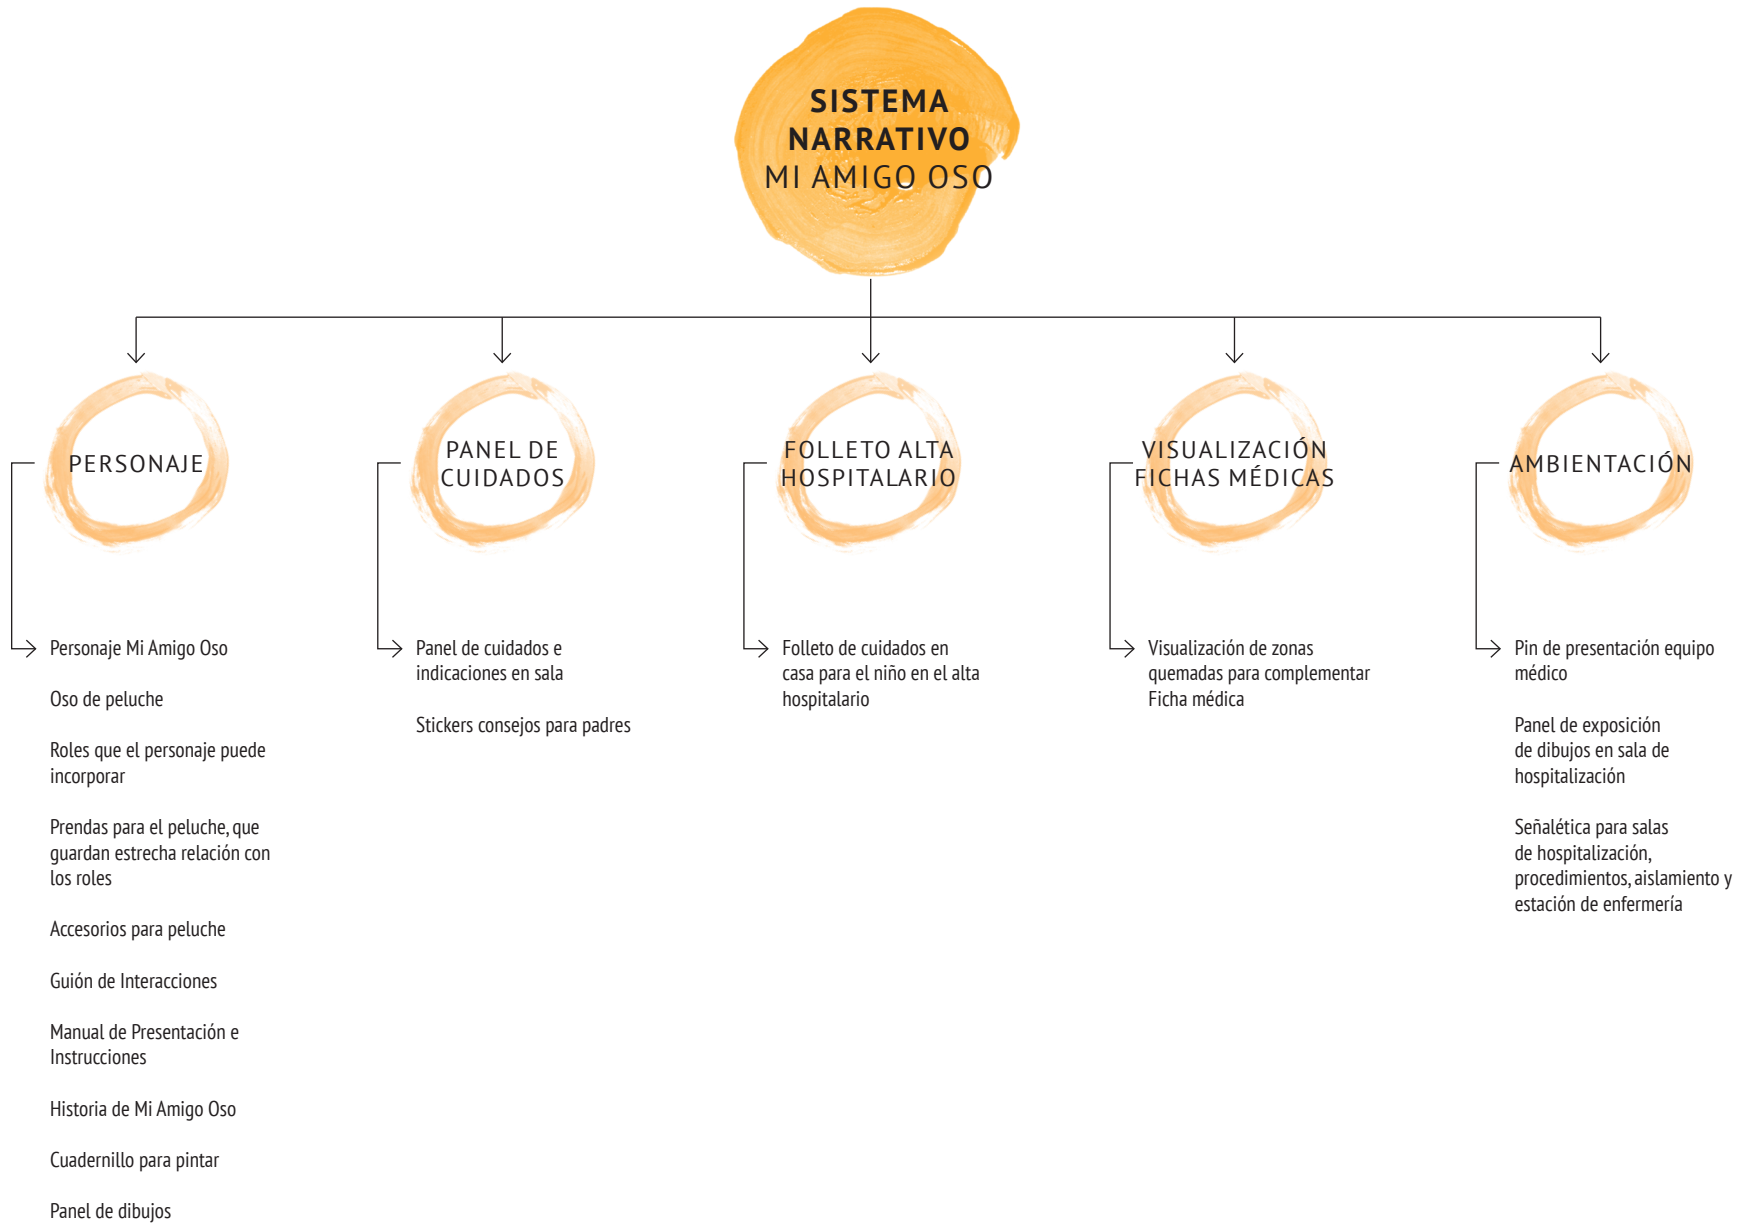 SISTEMA
NARRATIVO
MI AMIGO OSO
PERSONAJE
Personaje Mi Amigo Oso
Oso de peluche
Roles que el personaje puede
incorporar
Prendas para el peluche, que
guardan estrecha relación con
los roles
Accesorios para peluche
Guión de Interacciones
Manual de Presentación e
Instrucciones
Historia de Mi Amigo Oso
Cuadernillo para pintar
Panel de dibujos
PANEL DE
CUIDADOS
Panel de cuidados e
indicaciones en sala
Stickers consejos para padres
FOLLETO ALTA
HOSPITALARIO
Folleto de cuidados en
casa para el niño en el alta
hospitalario
VISUALIZACIÓN
FICHAS MÉDICAS
Visualización de zonas
quemadas para complementar
Ficha médica
AMBIENTACIÓN
Pin de presentación equipo
médico
Panel de exposición
de dibujos en sala de
hospitalización
Señalética para salas
de hospitalización,
procedimientos, aislamiento y
estación de enfermería